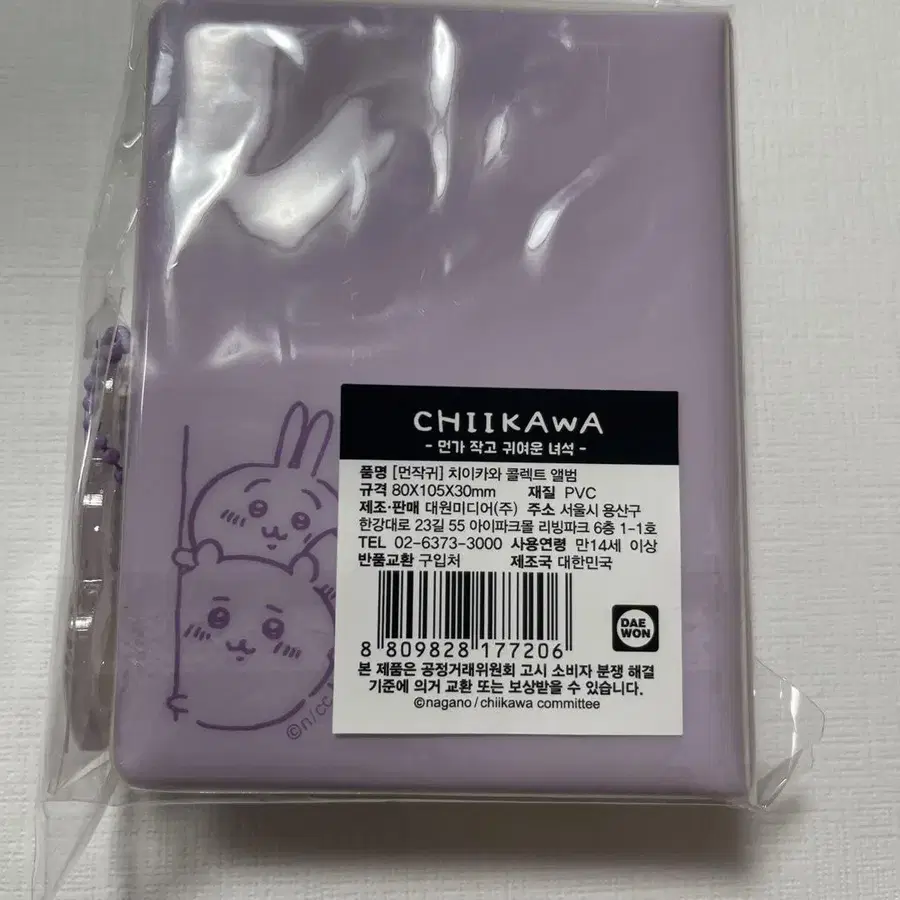 CHIIKAWA
- 먼가 작고 귀여운 녀석 -
품명 [먼작귀] 치이카와 콜렉트 앨범
규격 80X105X30mm 재질 PVC
제조·판매 대원미디어(주) 주소 서울시 용산구
한강대로 23길 55 아이파크몰 리빙파크 6층 1-1호
TEL 02-6373-3000 사용연령 만14세 이상
반품교환 구입처 제조국 대한민국
8 809828 177206
DAE
WON
본 제품은 공정거래위원회 고시 소비자 분쟁 해결
기준에 의거 교환 또는 보상받을 수 있습니다.
©nagano / chiikawa committee
©n/cc